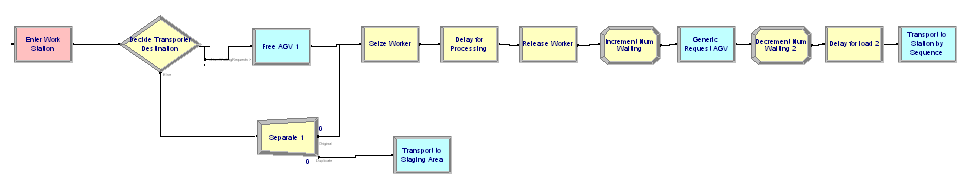 Enter Work
Station
Decide Transporter
Destination
Free AGV 1
Seize Worker
Delay for
Processing
Release Worker
Increment Num
Waiting
Generic
Request AGV
Decrement Num
Waiting 2
Delay for load 2
Transport to
Station by
Sequence
Separate 1
0
0
Transport to
Staging Area